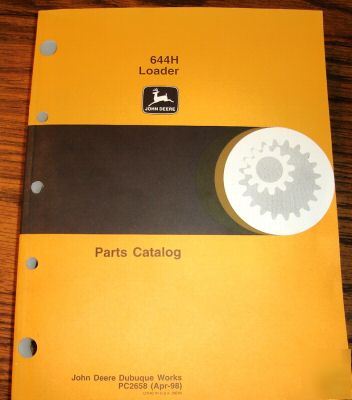 644H
Loader
JOHN DEERE
Parts Catalog
John Deere Dubuque Works
PC2658 (Apr-98)